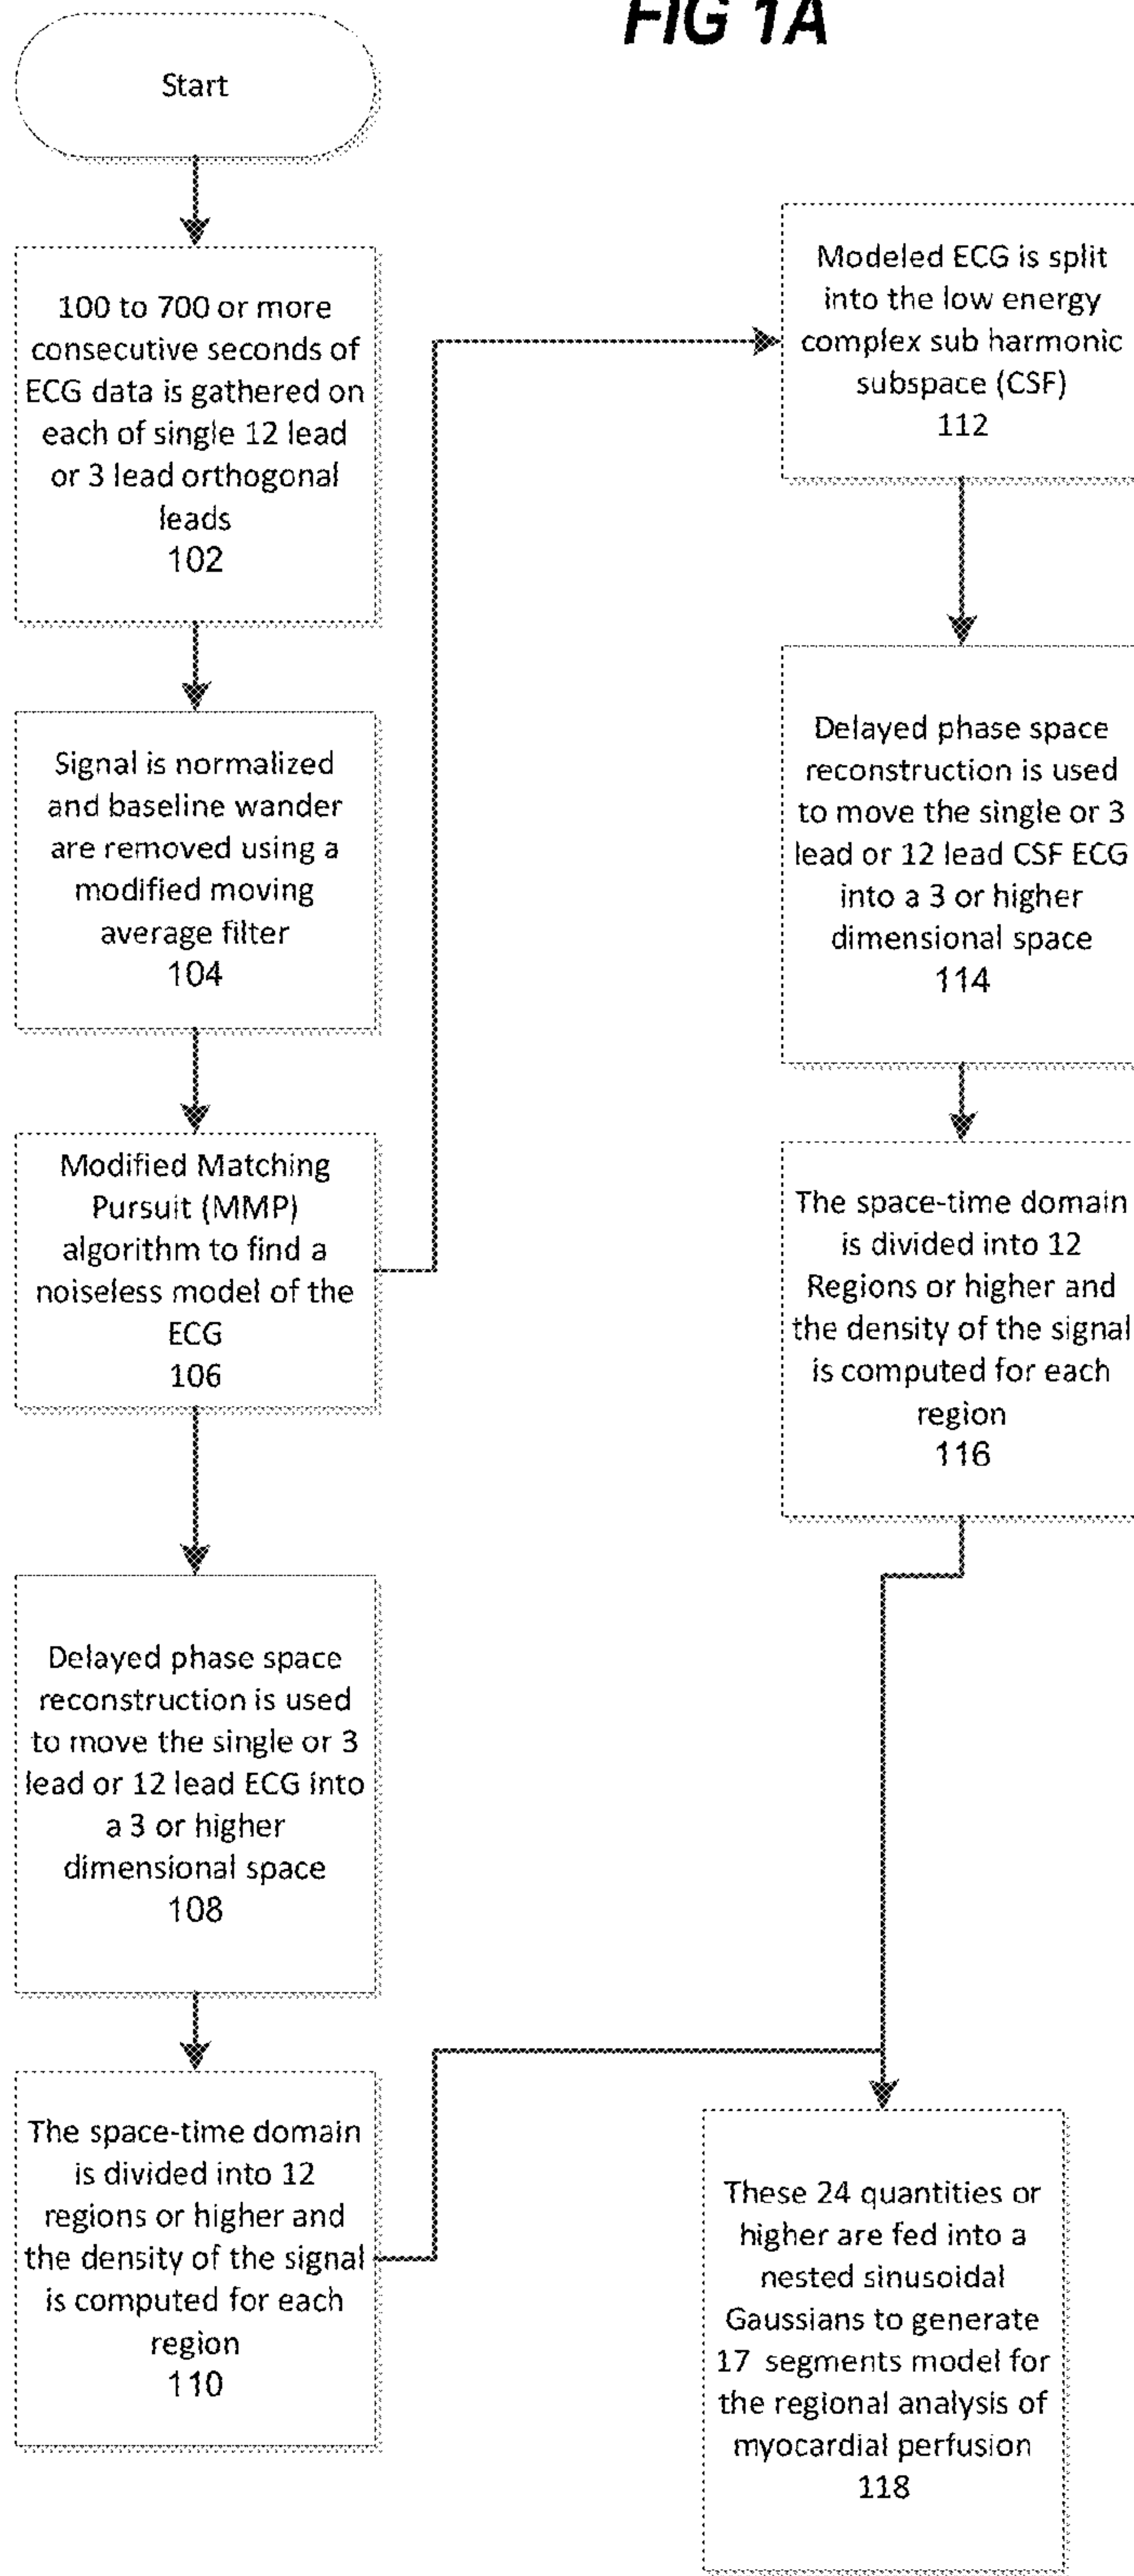 FIG 1A
Start
100 to 700 or more
consecutive seconds of
ECG data is gathered on
each of single 12 lead
or 3 lead orthogonal
leads
102
Signal is normalized
and baseline wander
are removed using a
modified moving
average filter
104
Modified Matching
Pursuit (MMP)
algorithm to find a
noiseless model of the
ECG
106
Delayed phase space
reconstruction is used
to move the single or 3
lead or 12 lead ECG into
a 3 or higher
dimensional space
108
The space-time domain
is divided into 12
regions or higher and
the density of the signal
is computed for each
region
110
Modeled ECG is split
into the low energy
complex sub harmonic
subspace (CSF)
112
Delayed phase space
reconstruction is used
to move the single or 3
lead or 12 lead CSF ECG
into a 3 or higher
dimensional space
114
The space-time domain
is divided into 12
Regions or higher and
the density of the signal
is computed for each
region
116
These 24 quantities or
higher are fed into a
nested sinusoidal
Gaussians to generate
17 segments model for
the regional analysis of
myocardial perfusion
118